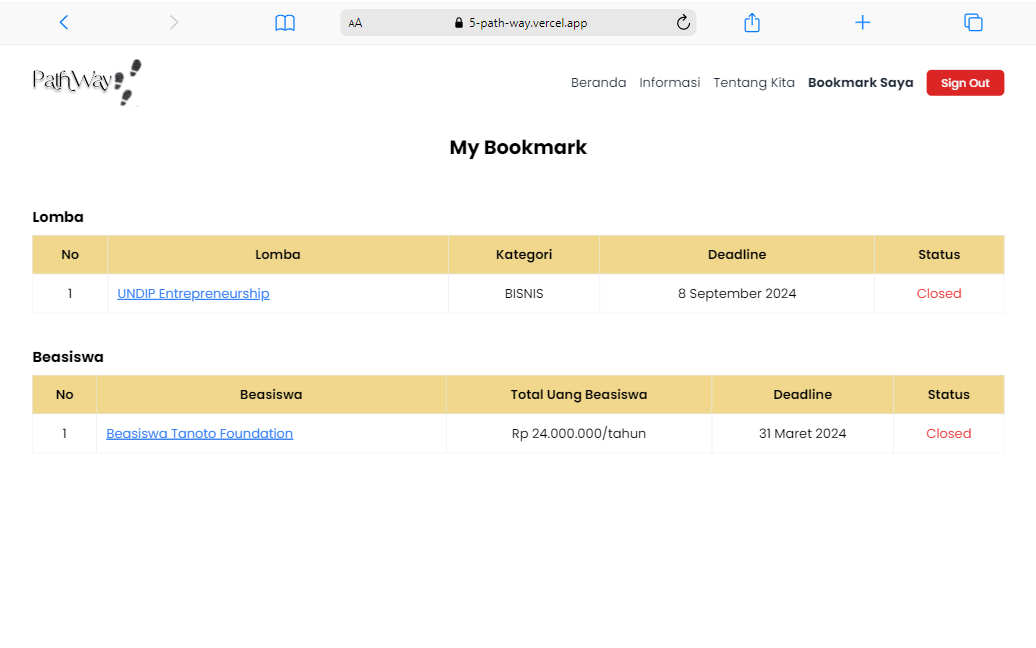 AA 5-path-way.vercel.app
PathWay
Beranda Informasi Tentang Kita Bookmark Saya Sign Out
My Bookmark
Lomba
No Lomba Kategori Deadline Status
1 UNDIP Entrepreneurship BISNIS 8 September 2024 Closed
Beasiswa
No Beasiswa Total Uang Beasiswa Deadline Status
1 Beasiswa Tanoto Foundation Rp 24.000.000/tahun 31 Maret 2024 Closed